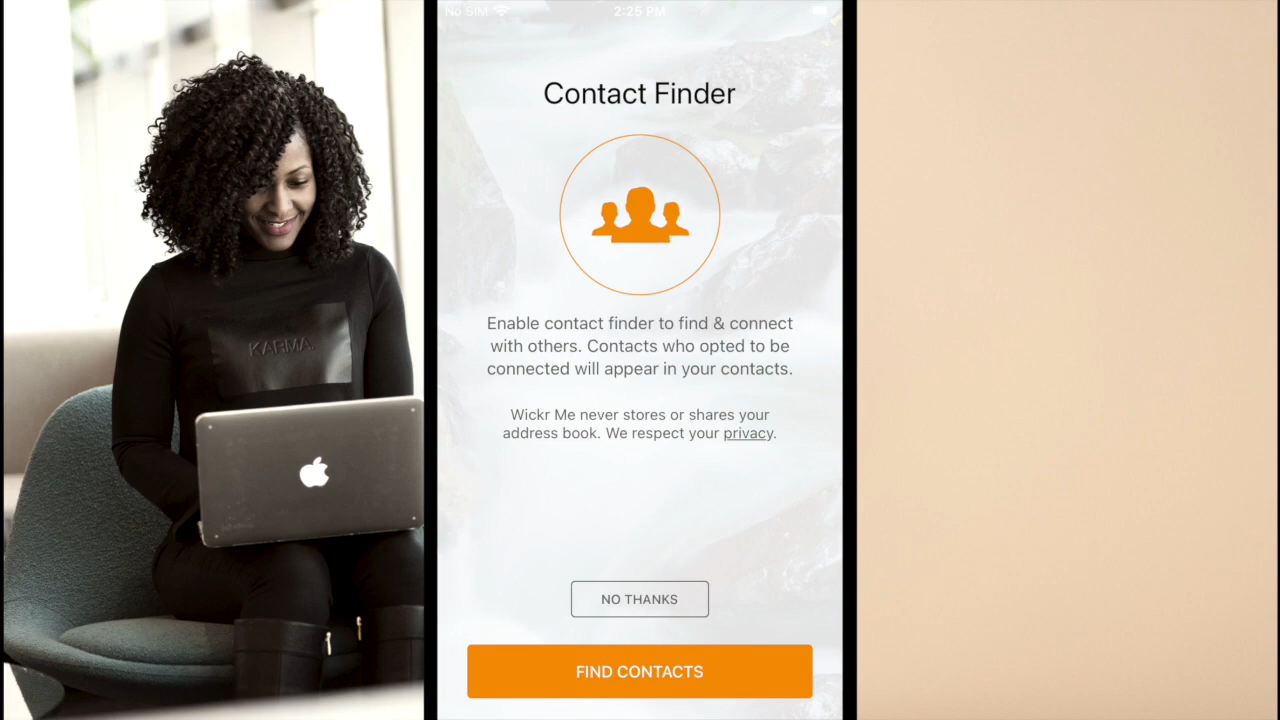 KARMA.
No SIM
2:25 PM
Contact Finder
Enable contact finder to find & connect
with others. Contacts who opted to be
connected will appear in your contacts.
Wickr Me never stores or shares your
address book. We respect your privacy.
NO THANKS
FIND CONTACTS